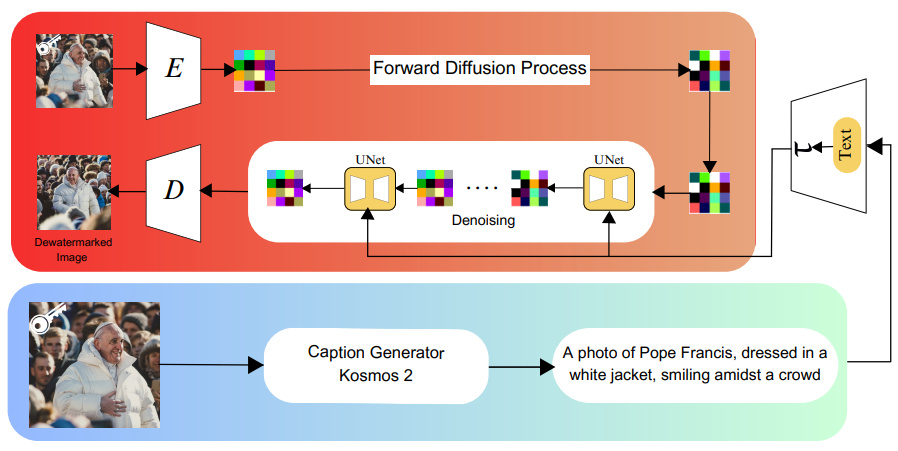 E
Forward Diffusion Process
UNet
UNet
Text
τ
D
Denoising
Dewatermarked
Image
Caption Generator
Kosmos 2
A photo of Pope Francis, dressed in a
white jacket, smiling amidst a crowd